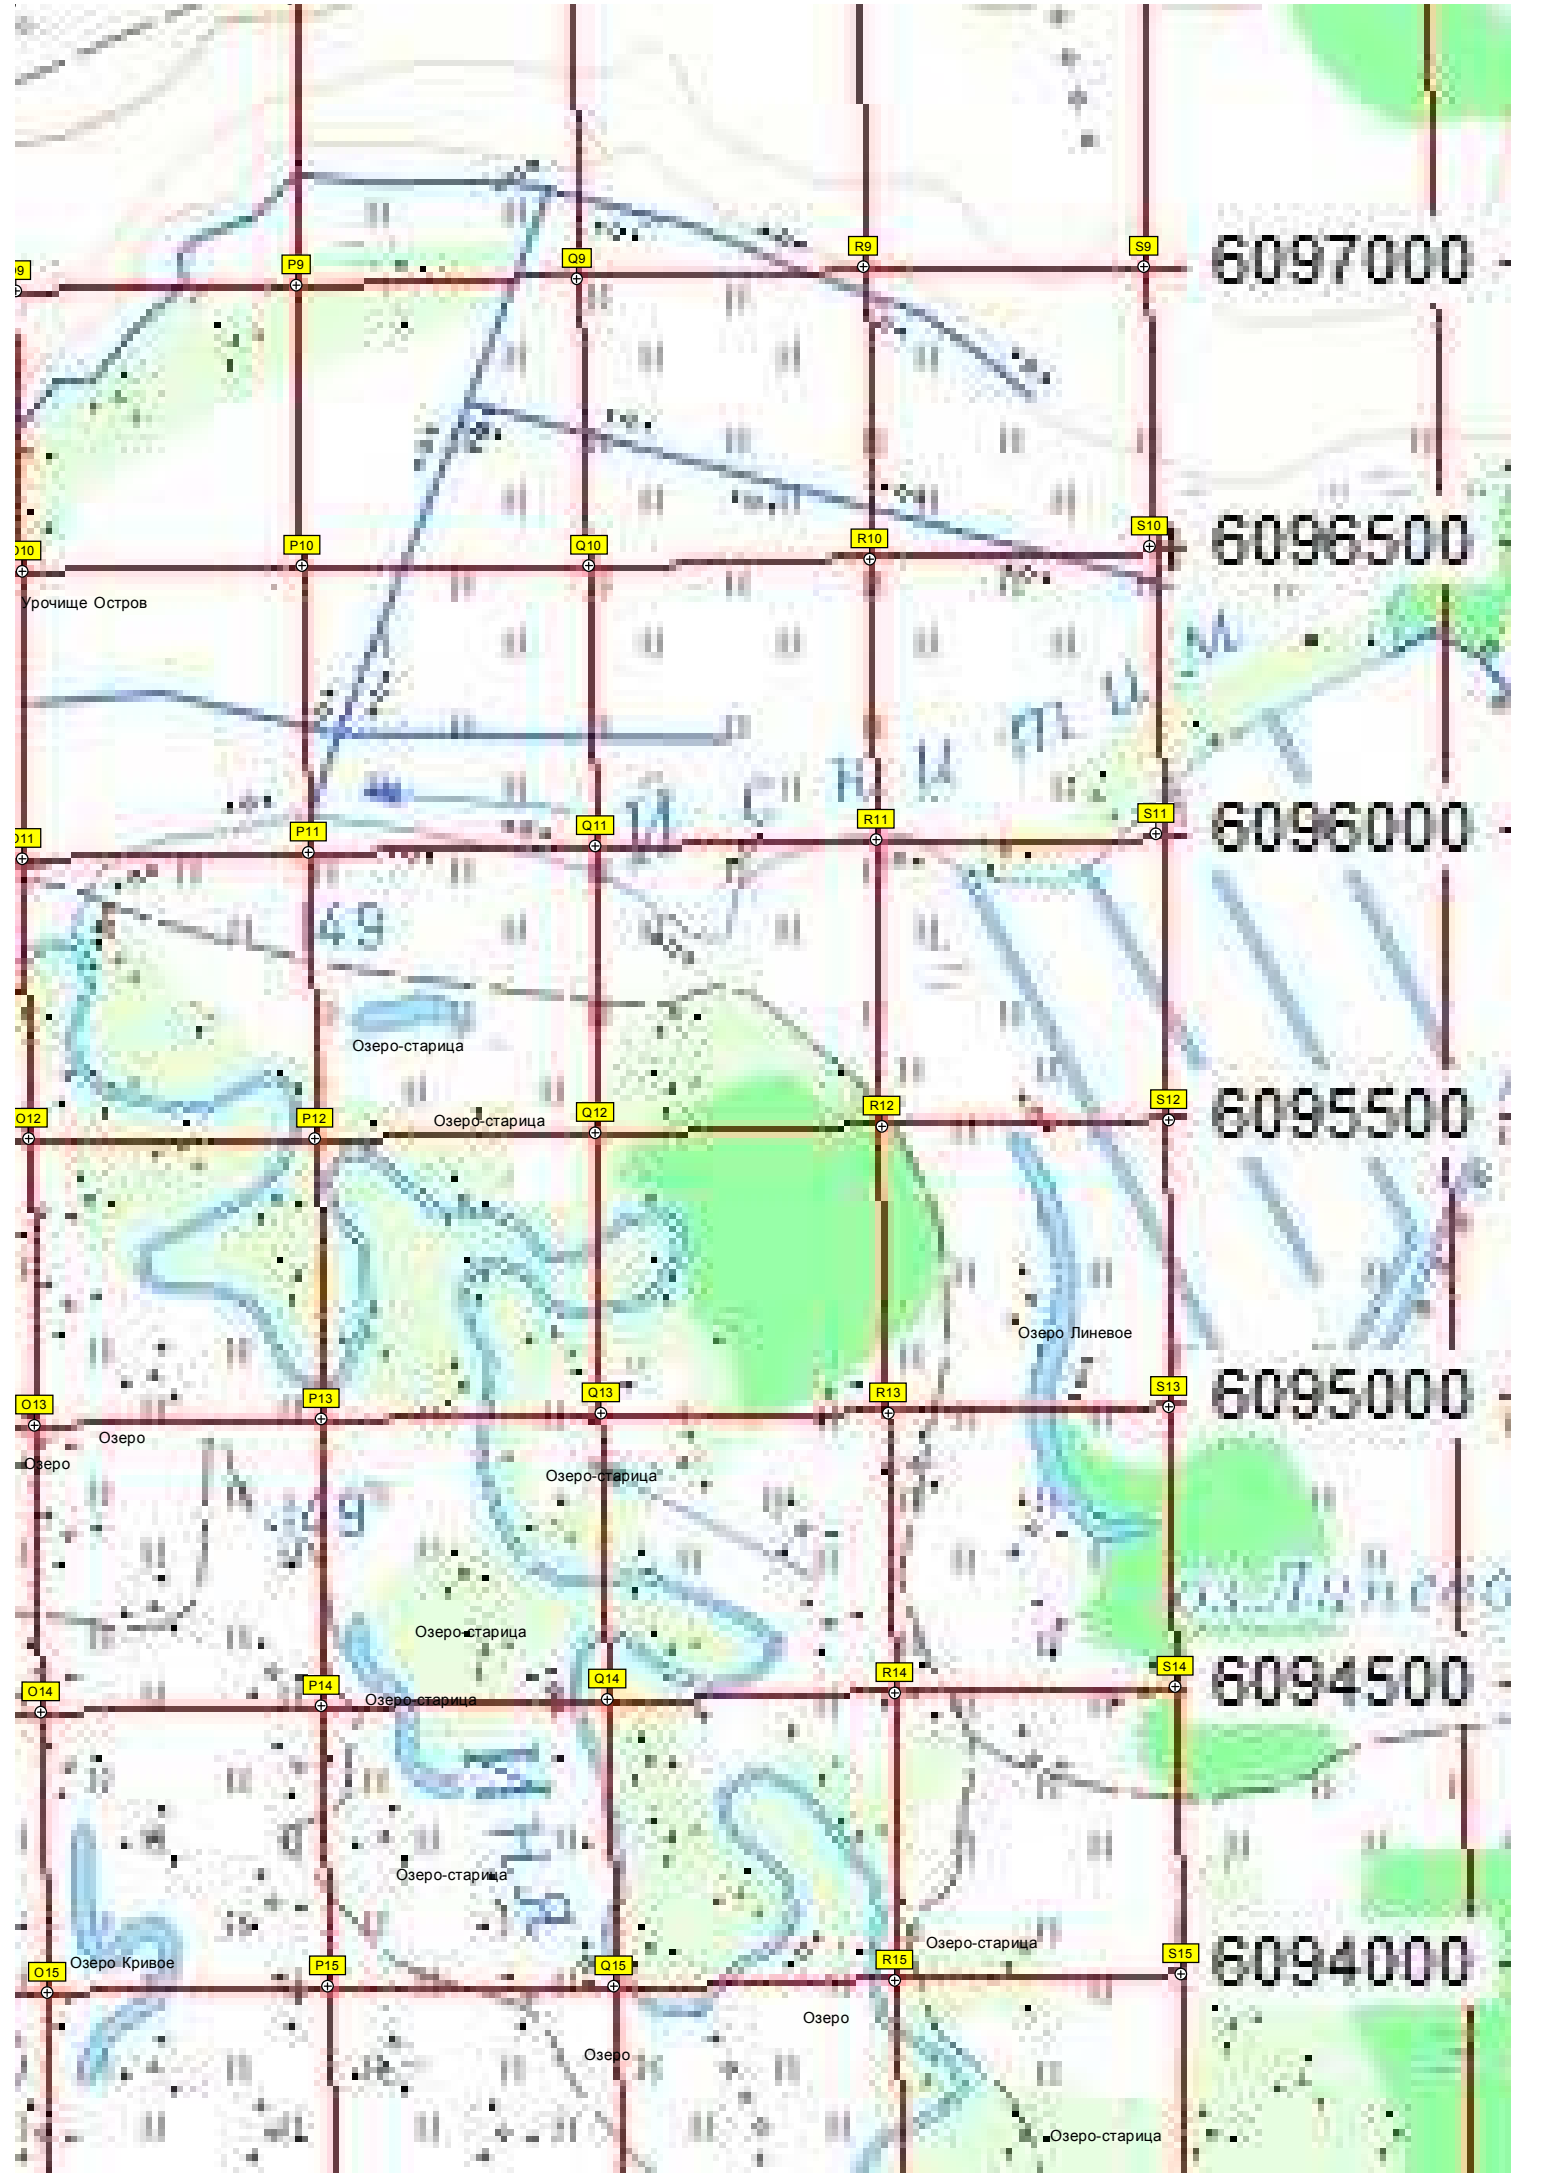 R9
S9
Q9
P9
6097000
S10
R10
6096500
Q10
P10
Урочище Остров
S11
R11
Q11
6096000
P11
49
Озеро-старица
S12
R12
Q12
6095500
Озеро-старица
O12
P12
Озеро Линевое
S13
R13
Q13
6095000
P13
O13
Озеро
Озеро
Озеро-старица
Озеро-старица
S14
R14
Q14
6094500
P14
O14
Озеро-старица
Озеро-старица
Озеро-старица
S15
6094000
R15
Q15
P15
Озеро Кривое
O15
Озеро
Озеро
Озеро-старица